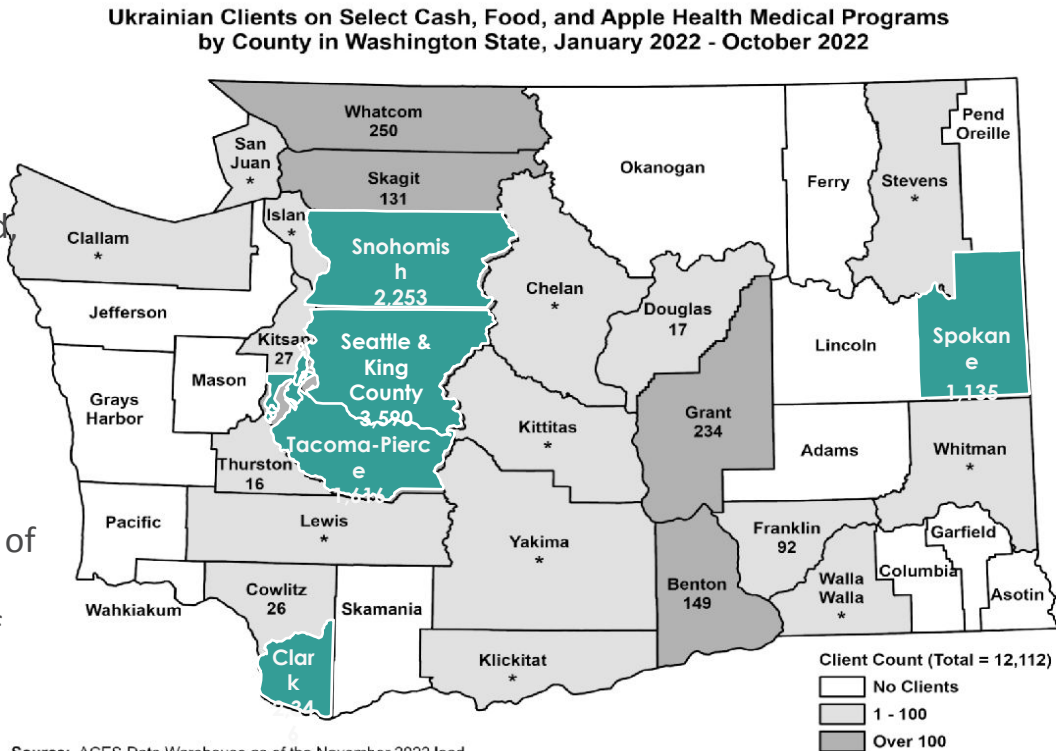 Ukrainian Clients on Select Cash, Food, and Apple Health Medical Programs
by County in Washington State, January 2022 - October 2022
Whatcom
250
San
Juan
*
Skagit
131
Okanogan
Ferry
Stevens
*
Pend
Oreille
Clallam
*
Islan
*
Snohomis
h
2,253
Chelan
*
Douglas
17
Jefferson
Kitsap
27
Seattle &
King
County
3,590
Lincoln
Spokan
e
1,135
Mason
Grays
Harbor
Grant
234
Kittitas
*
Tacoma-Pierc
e
Adams
Whitman
*
Thurston
16
Pacific
Lewis
*
of
Yakima
*
Franklin
92
Garfield
Columbia
Walla
Walla
*
Asotin
Benton
149
Wahkiakum
Cowlitz
26
Skamania
Clar
k
Klickitat
*
Client Count (Total = 12,112)
No Clients
1 - 100
Over 100